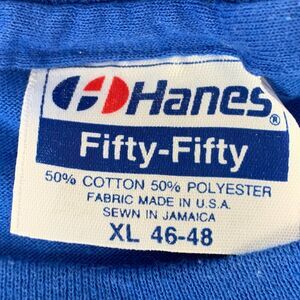 Hanes®
Fifty-Fifty
50% COTTON 50% POLYESTER
FABRIC MADE IN U.S.A.
SEWN IN JAMAICA
XL 46-48